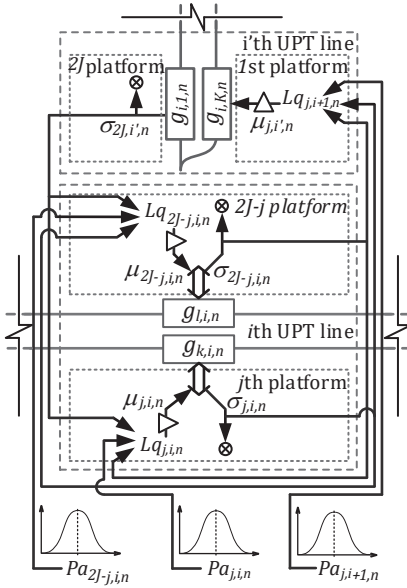 i'th UPT line
2J platform
1st platform
g_{i,1,n}
g_{i,K,n}
Lq_{j,i+1,n}
σ_{2J,i',n}
μ_{j,i',n}
Lq_{2J-j,i,n}
2J-j platform
μ_{2J-j,i,n}
σ_{2J-j,i,n}
g_{l,i,n}
ith UPT line
g_{k,i,n}
jth platform
μ_{j,i,n}
σ_{j,i,n}
Lq_{j,i,n}
Pa_{2J-j,i,n}
Pa_{j,i,n}
Pa_{j,i+1,n}